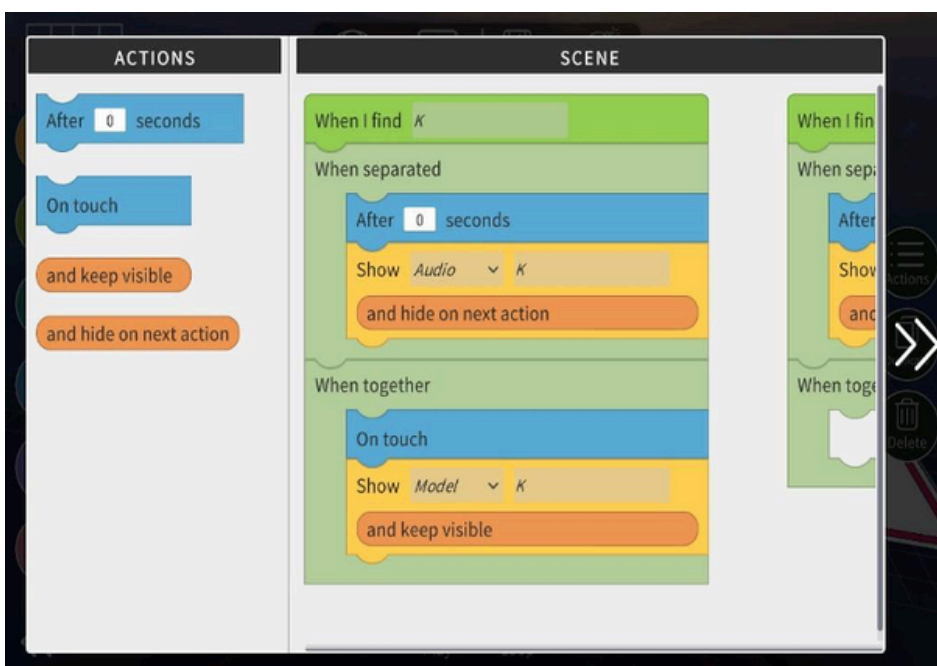 ACTIONS
After 0 seconds
On touch
and keep visible
and hide on next action
SCENE
When I find K
When separated
After 0 seconds
Show Audio K
and hide on next action
When together
On touch
Show Model K
and keep visible
When I fin
When sepa
After
Show
and
When toge
Actions
Delete